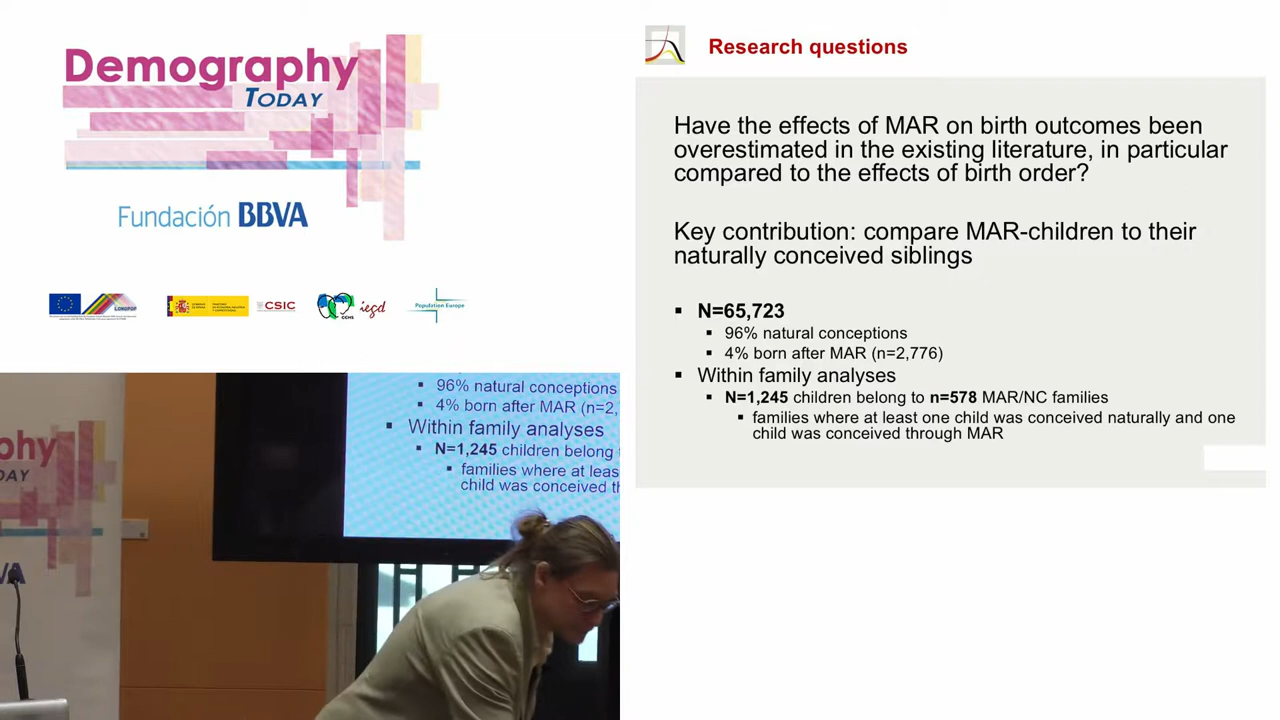 Demography
TODAY
Fundación BBVA
LONGPOP
CSIC
CCHS
iegd
Population Europe
Research questions
Have the effects of MAR on birth outcomes been
overestimated in the existing literature, in particular
compared to the effects of birth order?
Key contribution: compare MAR-children to their
naturally conceived siblings
▪ N=65,723
▪ 96% natural conceptions
▪ 4% born after MAR (n=2,776)
▪ Within family analyses
▪ N=1,245 children belong to n=578 MAR/NC families
▪ families where at least one child was conceived naturally and one
child was conceived through MAR
▪ 96% natural conceptions
▪ 4% born after MAR (n=2,
▪ Within family analyses
▪ N=1,245 children belong
▪ families where at leas
child was conceived th
phy
DAY
VA